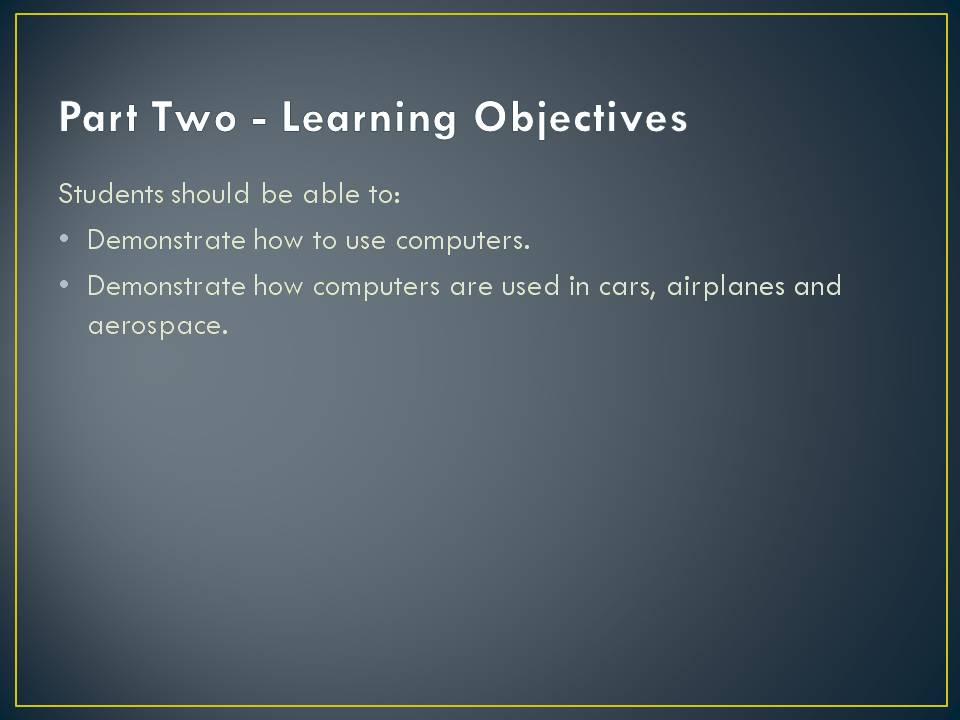 Part Two - Learning Objectives
Students should be able to:
• Demonstrate how to use computers.
• Demonstrate how computers are used in cars, airplanes and
aerospace.